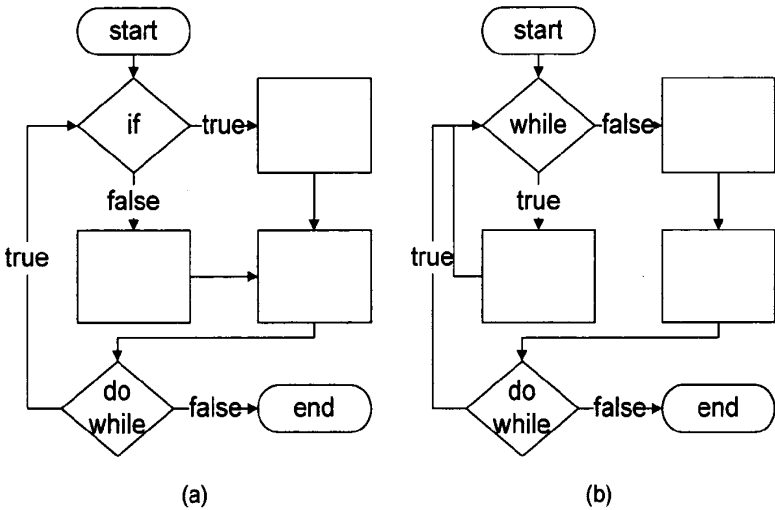 start
if
true
false
true
do
while
false
end
(a)
start
while
false
true
true
do
while
false
end
(b)